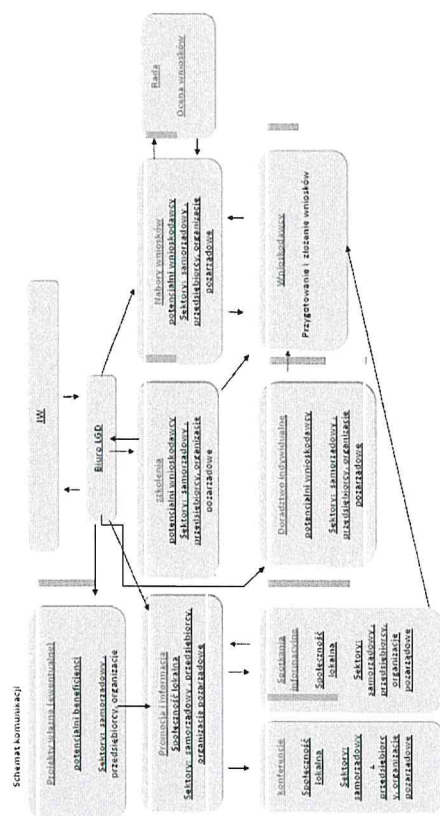 Schemat komunikacji
IW
Biuro LGD
Projekty własne (ewentualne)
potencjalni beneficjenci
Sektory: samorządowy,
przedsiębiorcy, organizacje
Promocja i informacja
Społeczność lokalna
Sektory: samorządowy, przedsiębiorcy,
organizacje pozarządowe
szkolenia
potencjalni wnioskodawcy
Sektory: samorządowy,
przedsiębiorcy, organizacje
pozarządowe
Nabory wniosków
potencjalni wnioskodawcy
Sektory: samorządowy,
przedsiębiorcy, organizacje
pozarządowe
Rada
Ocena wniosków
Konferencje
Społeczność
lokalna
Sektory:
samorządowy
,
przedsiębiorc
y, organizacje
pozarządowe
Spotkania
informacyjne
Społeczność
lokalna
Sektory:
samorządowy,
przedsiębiorcy,
organizacje
pozarządowe
Doradztwo indywidualne
potencjalni wnioskodawcy
Sektory: samorządowy,
przedsiębiorcy, organizacje
pozarządowe
Wnioskodawcy
Przygotowanie i złożenie wniosków